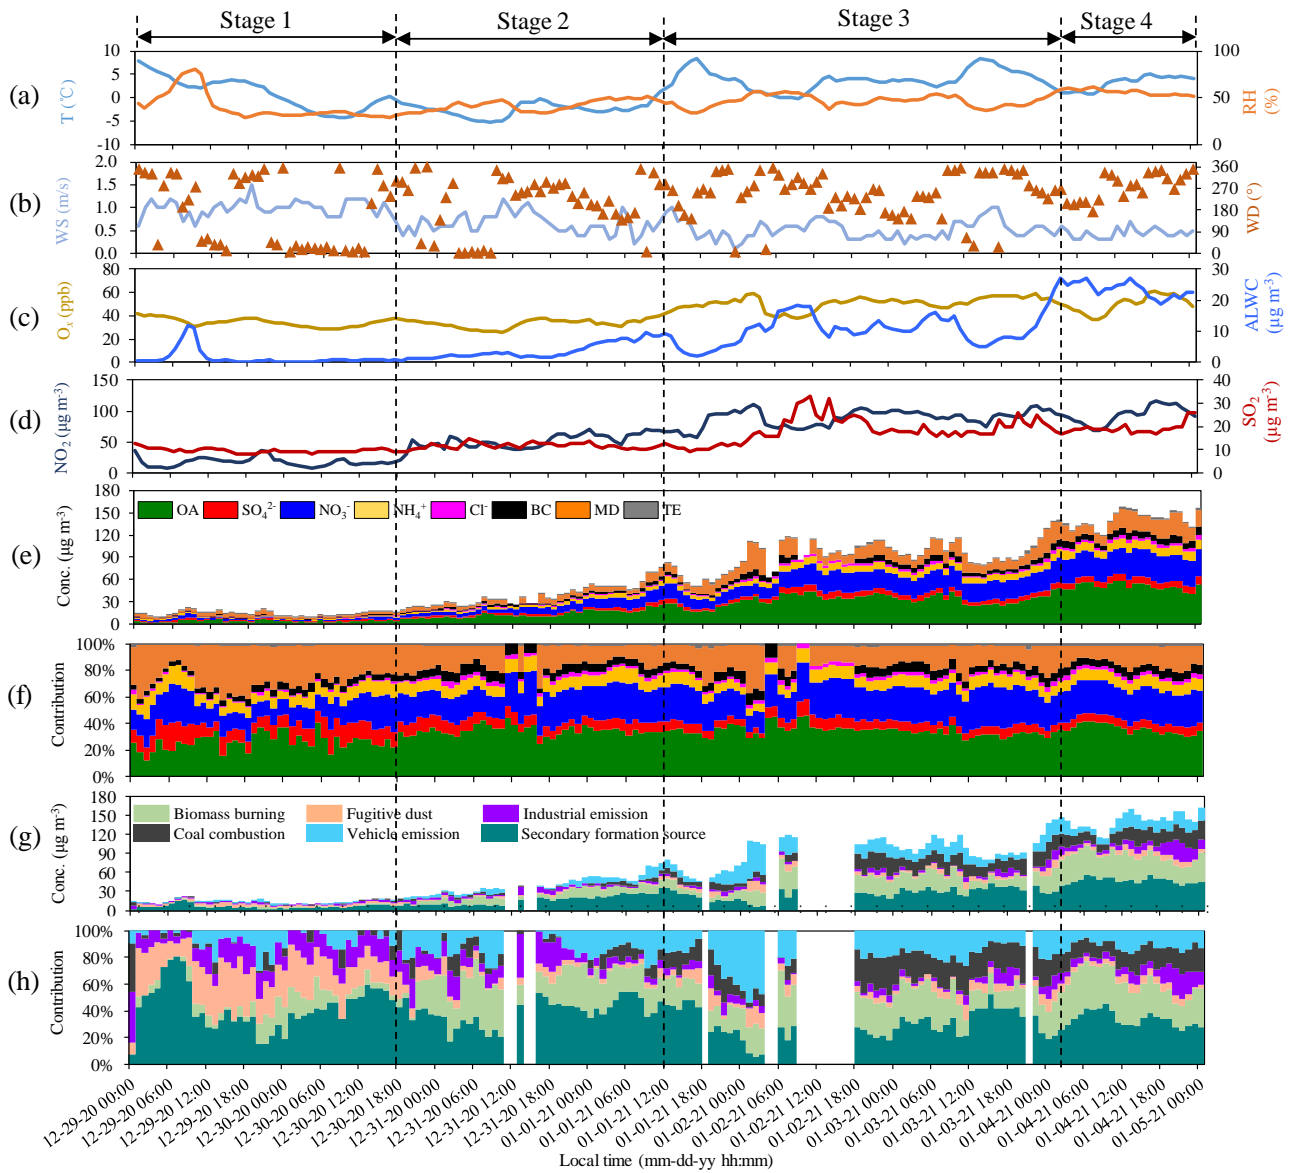 Stage 1 Stage 2 Stage 3 Stage 4
(a) T (℃) 10 5 0 -5 -10 100 50 0 RH (%)
(b) WS (m/s) 2.0 1.5 1.0 0.5 0.0 360 270 180 90 0 WD (°)
(c) Oₓ (ppb) 80 60 40 20 0 30 20 10 0 ALWC (μg m⁻³)
(d) NO₂ (μg m⁻³) 150 100 50 0 40 30 20 10 0 SO₂ (μg m⁻³)
(e) Conc. (μg m⁻³) 180 150 120 90 60 30 0
OA SO₄²⁻ NO₃⁻ NH₄⁺ Cl⁻ BC MD TE
(f) Contribution 100% 80% 60% 40% 20% 0%
(g) Conc. (μg m⁻³) 180 150 120 90 60 30 0
Biomass burning Fugitive dust Industrial emission
Coal combustion Vehicle emission Secondary formation source
(h) Contribution 100% 80% 60% 40% 20% 0%
12-29-20 00:00
12-29-20 06:00
12-29-20 12:00
12-29-20 18:00
12-30-20 00:00
12-30-20 06:00
12-30-20 12:00
12-30-20 18:00
12-31-20 00:00
12-31-20 06:00
12-31-20 12:00
12-31-20 18:00
01-01-21 00:00
01-01-21 06:00
01-01-21 12:00
01-01-21 18:00
01-02-21 00:00
01-02-21 06:00
01-02-21 12:00
01-02-21 18:00
01-03-21 00:00
01-03-21 06:00
01-03-21 12:00
01-03-21 18:00
01-04-21 00:00
01-04-21 06:00
01-04-21 12:00
01-04-21 18:00
01-05-21 00:00
Local time (mm-dd-yy hh:mm)